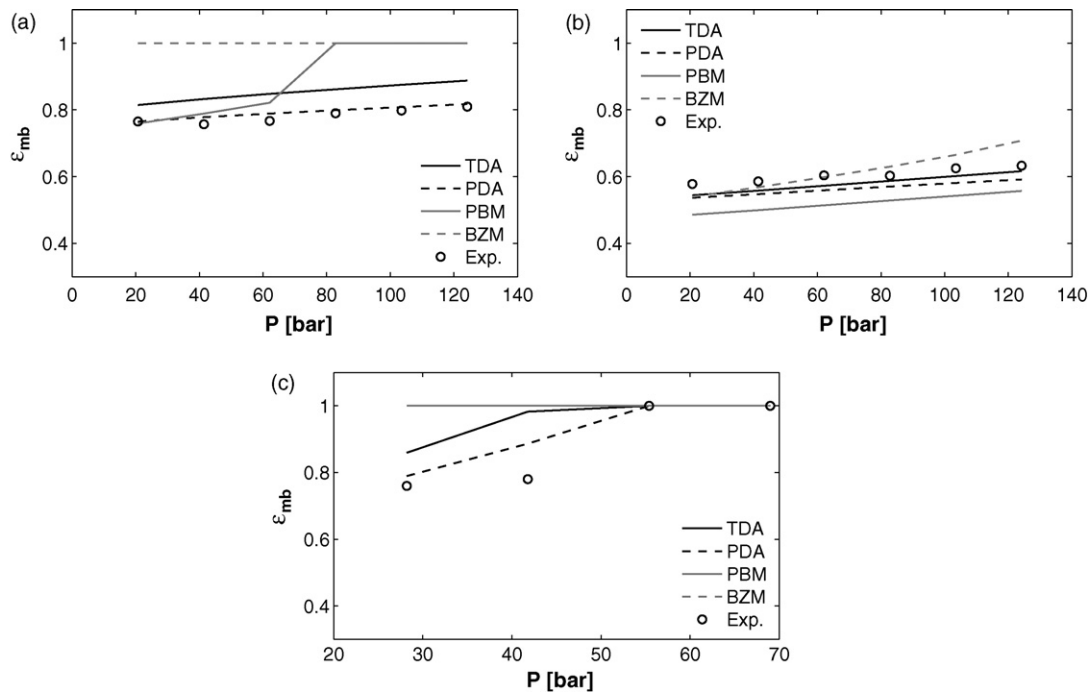 (a)
ε_mb
1
0.8
0.6
0.4
0 20 40 60 80 100 120 140
P [bar]
TDA
PDA
PBM
BZM
Exp.
(b)
ε_mb
1
0.8
0.6
0.4
0 20 40 60 80 100 120 140
P [bar]
TDA
PDA
PBM
BZM
Exp.
(c)
ε_mb
1
0.8
0.6
0.4
20 30 40 50 60 70
P [bar]
TDA
PDA
PBM
BZM
Exp.